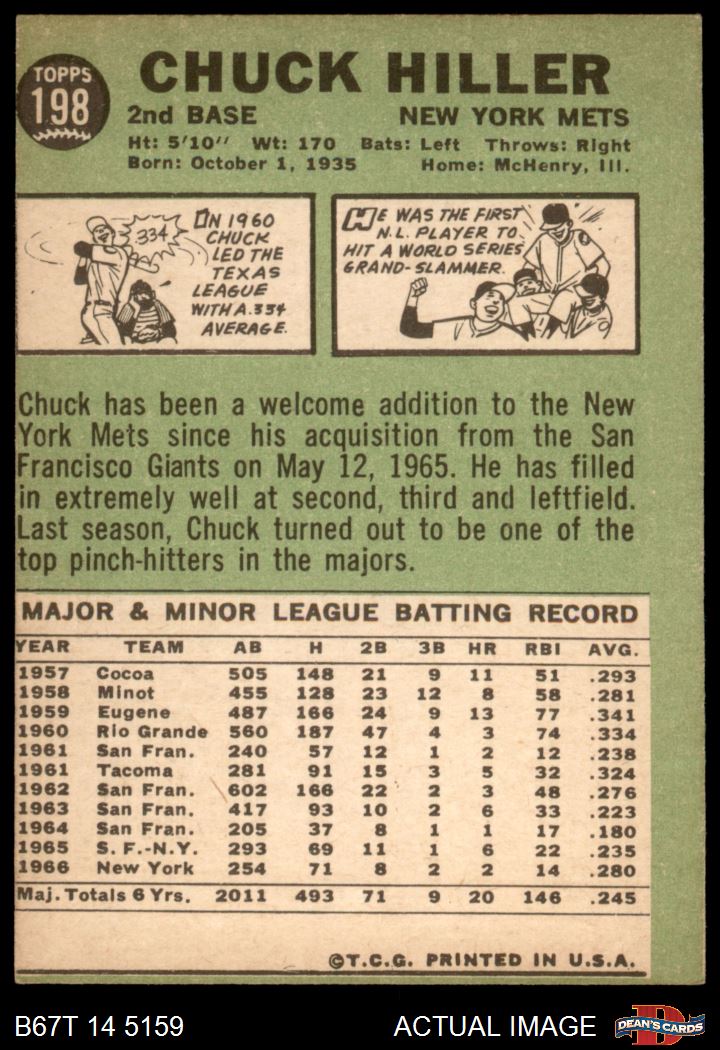 TOPPS
198
CHUCK HILLER
2nd BASE NEW YORK METS
Ht: 5'10" Wt: 170 Bats: Left Throws: Right
Born: October 1, 1935 Home: McHenry, Ill.
.334
IN 1960
CHUCK
LED THE
TEXAS
LEAGUE
WITH A .334
AVERAGE.
HE WAS THE FIRST
N.L. PLAYER TO
HIT A WORLD SERIES
GRAND-SLAMMER.
Chuck has been a welcome addition to the New
York Mets since his acquisition from the San
Francisco Giants on May 12, 1965. He has filled
in extremely well at second, third and leftfield.
Last season, Chuck turned out to be one of the
top pinch-hitters in the majors.
MAJOR & MINOR LEAGUE BATTING RECORD
YEAR TEAM AB H 2B 3B HR RBI AVG.
1957 Cocoa 505 148 21 9 11 51 .293
1958 Minot 455 128 23 12 8 58 .281
1959 Eugene 487 166 24 9 13 77 .341
1960 Rio Grande 560 187 47 4 3 74 .334
1961 San Fran. 240 57 12 1 2 12 .238
1961 Tacoma 281 91 15 3 5 32 .324
1962 San Fran. 602 166 22 2 3 48 .276
1963 San Fran. 417 93 10 2 6 33 .223
1964 San Fran. 205 37 8 1 1 17 .180
1965 S. F.-N.Y. 293 69 11 1 6 22 .235
1966 New York 254 71 8 2 2 14 .280
Maj. Totals 6 Yrs. 2011 493 71 9 20 146 .245
©T.C.G. PRINTED IN U.S.A.
B67T 14 5159 ACTUAL IMAGE
D
DEAN'S CARDS